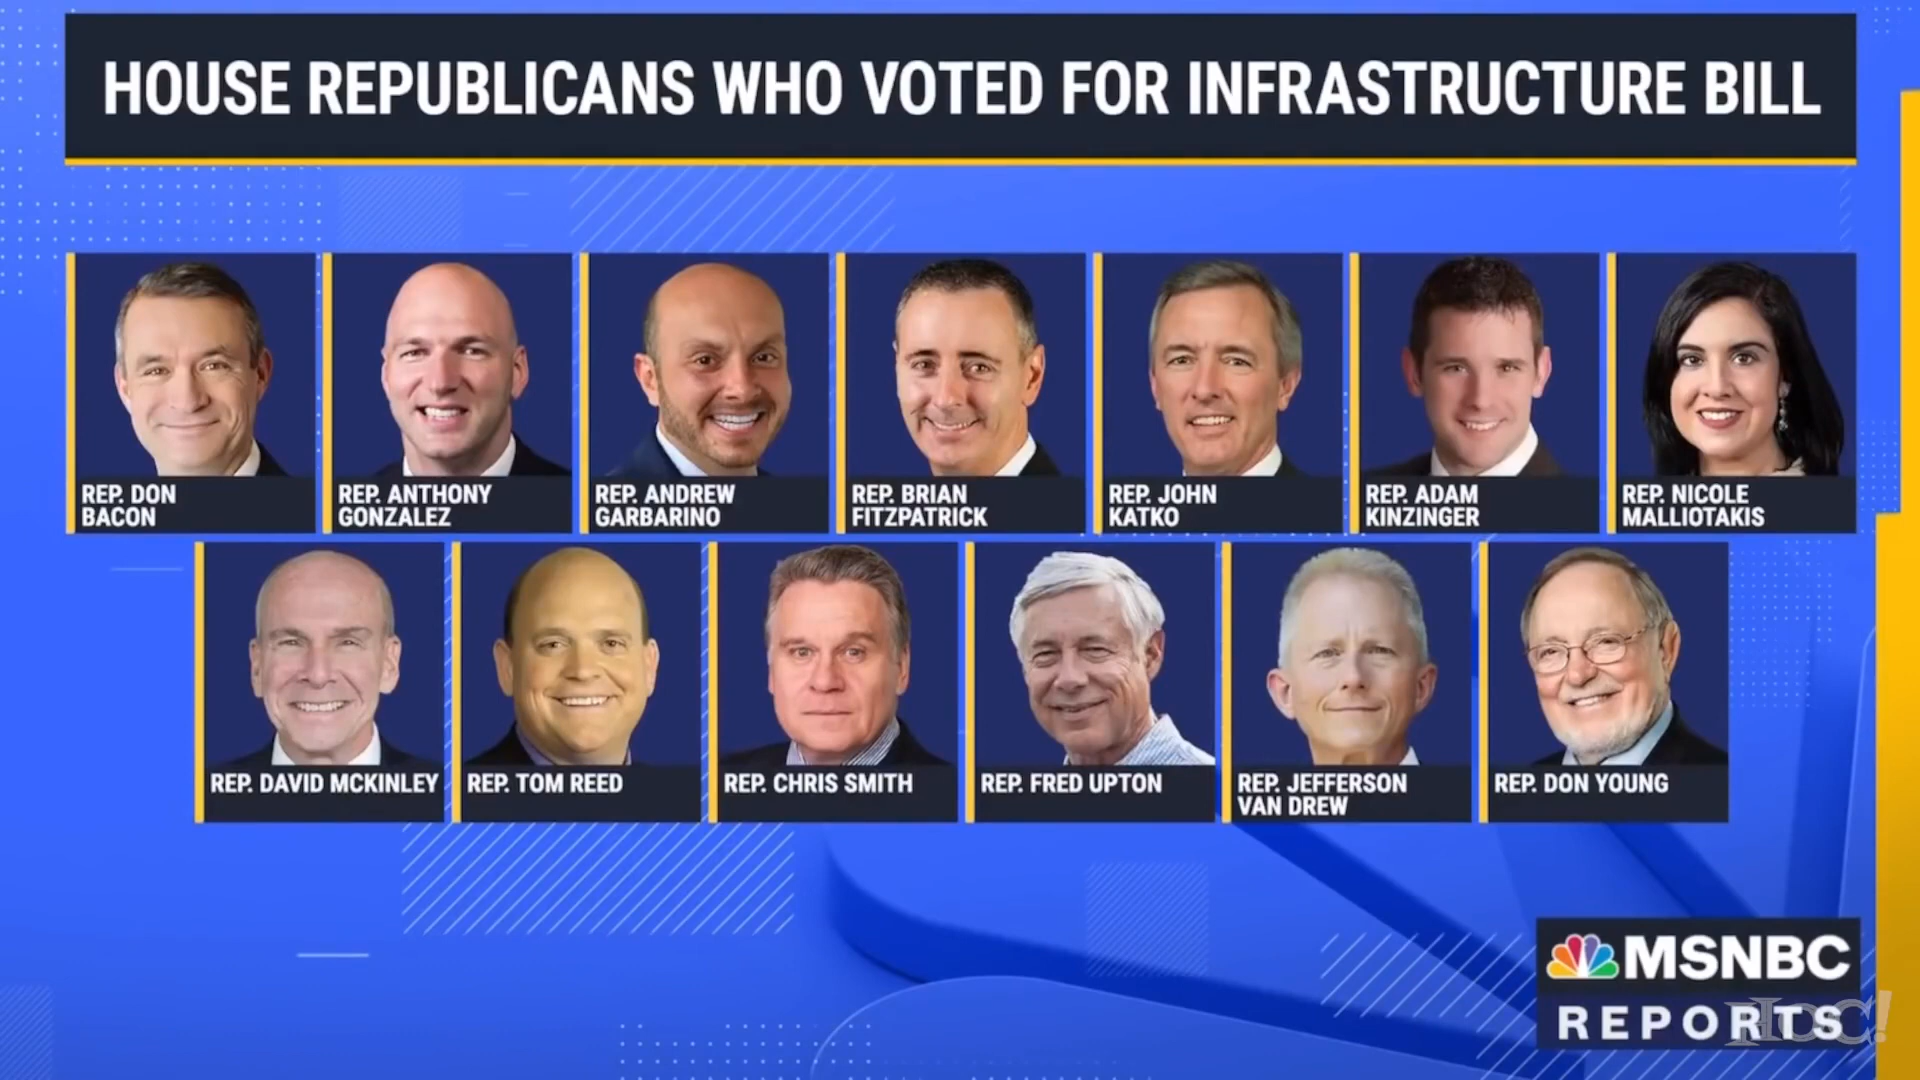 HOUSE REPUBLICANS WHO VOTED FOR INFRASTRUCTURE BILL
REP. DON
BACON
REP. ANTHONY
GONZALEZ
REP. ANDREW
GARBARINO
REP. BRIAN
FITZPATRICK
REP. JOHN
KATKO
REP. ADAM
KINZINGER
REP. NICOLE
MALLIOTAKIS
REP. DAVID MCKINLEY
REP. TOM REED
REP. CHRIS SMITH
REP. FRED UPTON
REP. JEFFERSON
VAN DREW
REP. DON YOUNG
MSNBC
REPORTS